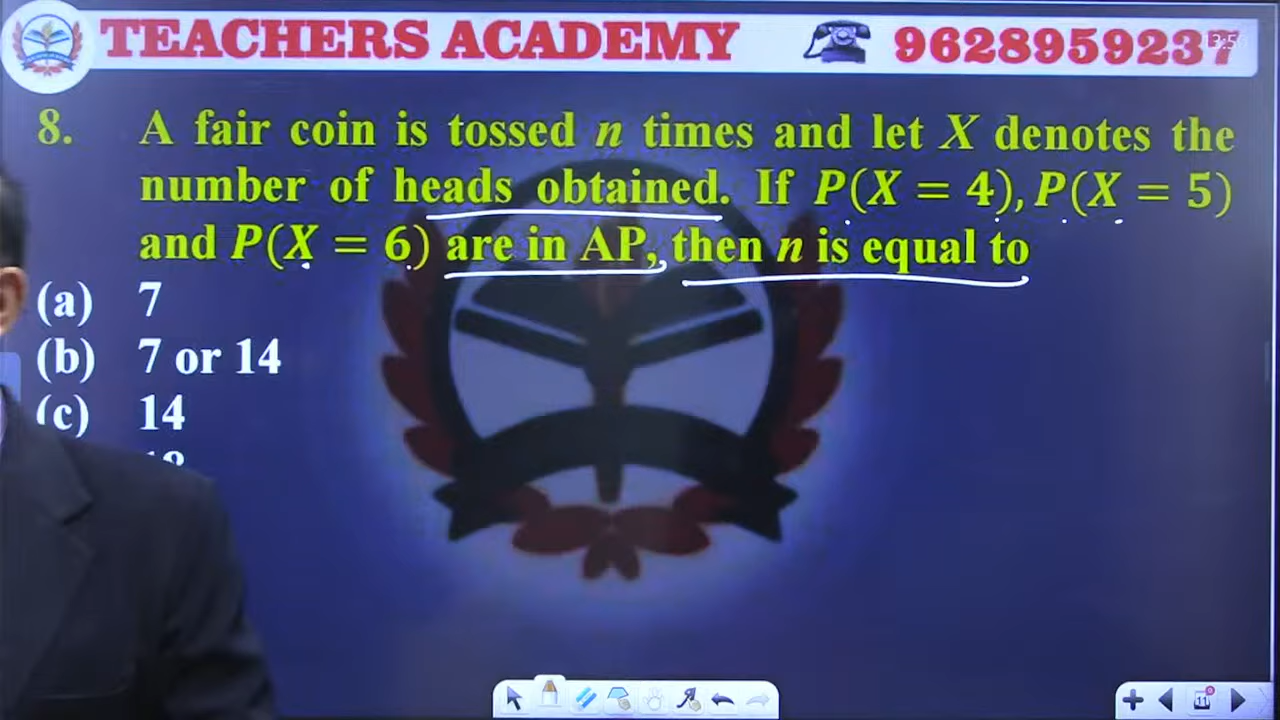 TEACHERS ACADEMY 9628959237
8. A fair coin is tossed n times and let X denotes the
number of heads obtained. If P(X = 4), P(X = 5)
and P(X = 6) are in AP, then n is equal to
(a) 7
(b) 7 or 14
(c) 14
11